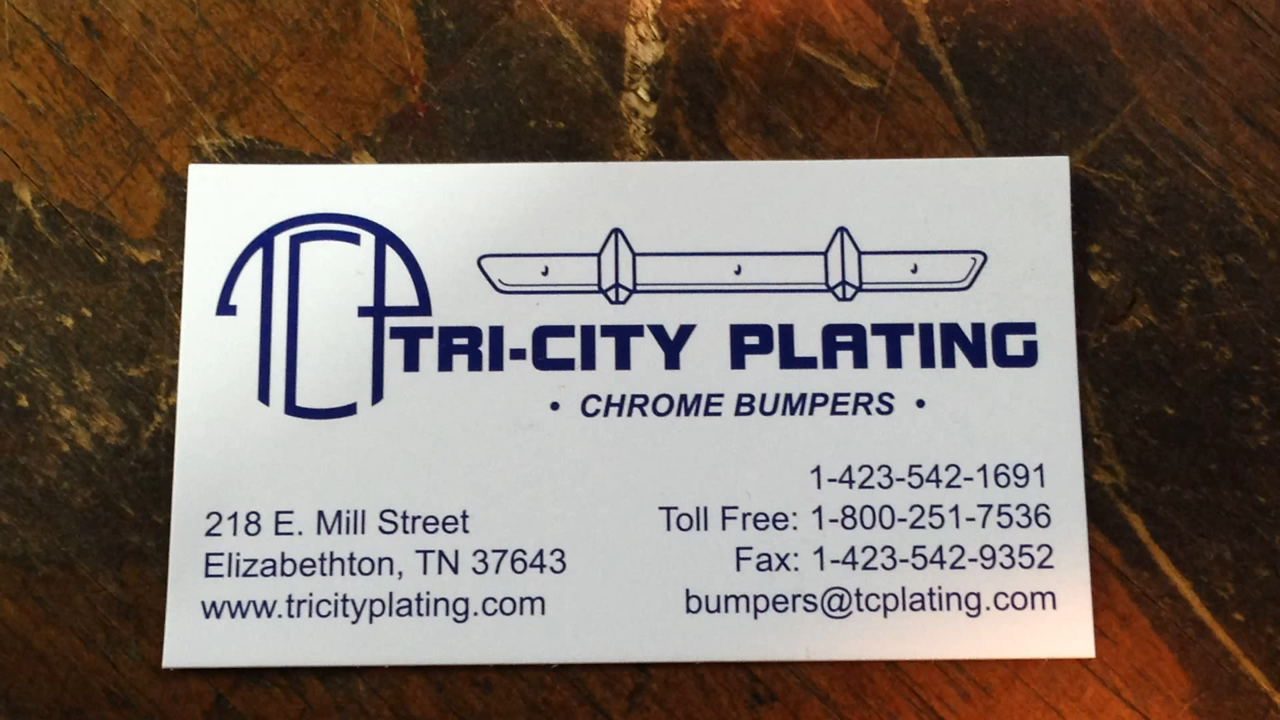 TCP
TRI-CITY PLATING
• CHROME BUMPERS •
218 E. Mill Street
Elizabethton, TN 37643
www.tricityplating.com
1-423-542-1691
Toll Free: 1-800-251-7536
Fax: 1-423-542-9352
bumpers@tcplating.com